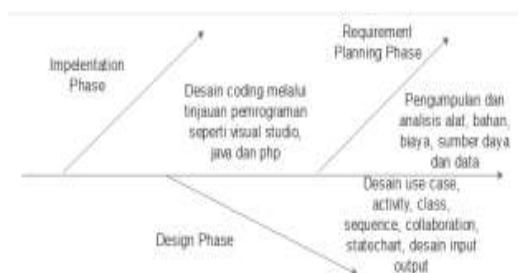 Impelentation
Phase
Desain coding melalui
tinjauan pemrograman
seperti visual studio,
java dan php
Requirement
Planning Phase
Pengumpulan dan
analisis alat, bahan,
biaya, sumber daya
dan data
Design Phase
Desain use case,
activity, class,
sequence, collaboration,
statechart, desain input
output